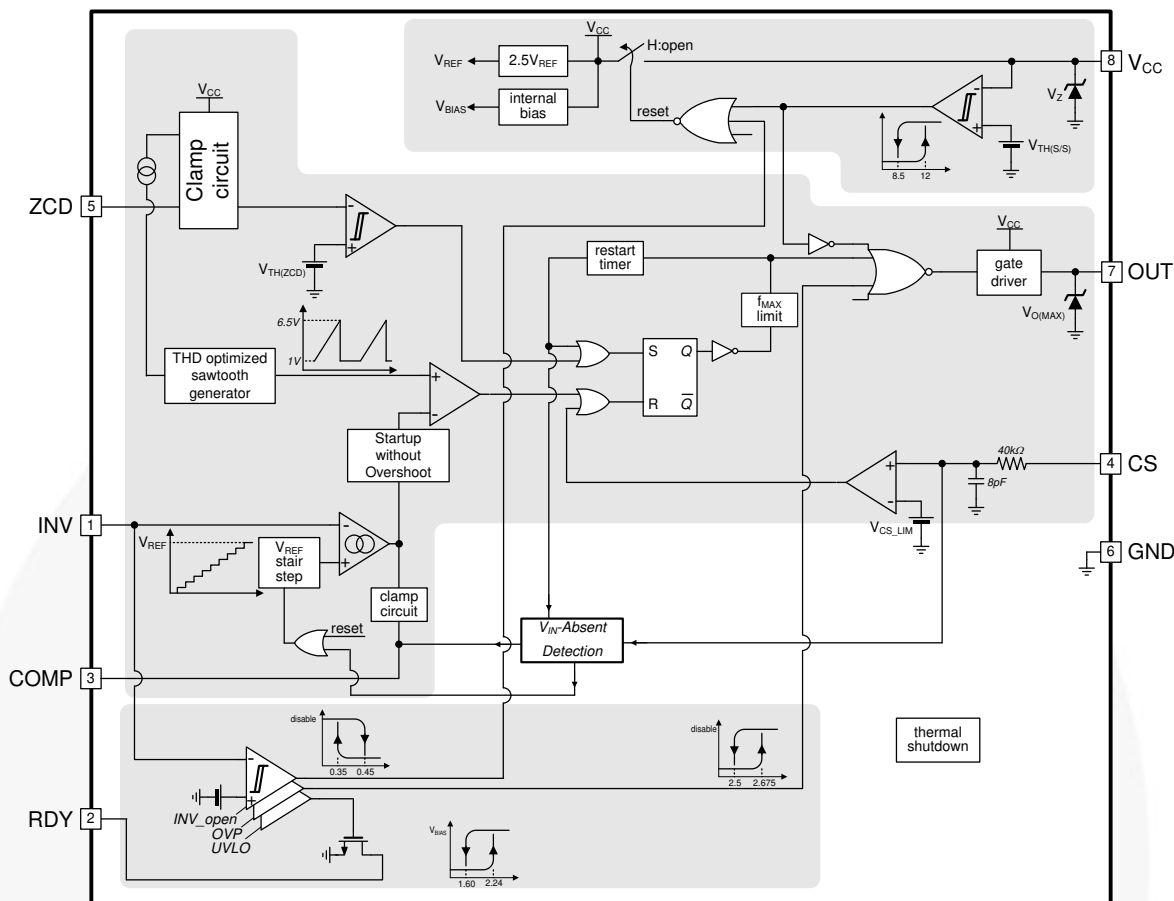 VCC
H:open
VREF
2.5VREF
8
VCC
VBIAS
internal
bias
reset
VZ
VTH(S/S)
8.5
12
VCC
Clamp
circuit
ZCD
5
VTH(ZCD)
restart
timer
VCC
gate
driver
7
OUT
VO(MAX)
fMAX
limit
6.5V
1V
THD optimized
sawtooth
generator
S
Q
R
Q̅
Startup
without
Overshoot
40kΩ
8pF
4
CS
VCS_LIM
INV
1
VREF
VREF
stair
step
6
GND
clamp
circuit
reset
VIN-Absent
Detection
COMP
3
thermal
shutdown
disable
0.35
0.45
disable
2.5
2.675
INV_open
OVP
UVLO
RDY
2
VBIAS
1.60
2.24